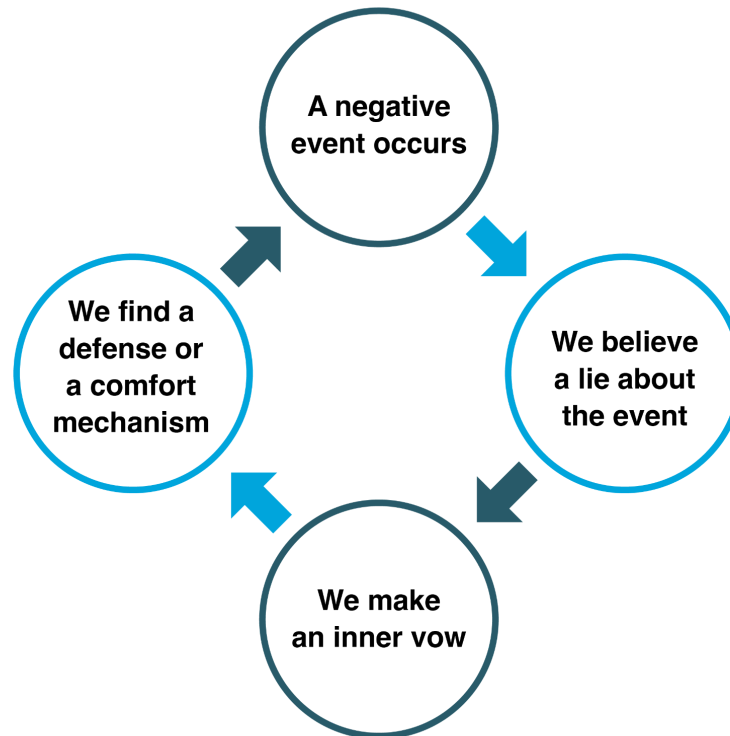 A negative
event occurs
We believe
a lie about
the event
We make
an inner vow
We find a
defense or
a comfort
mechanism